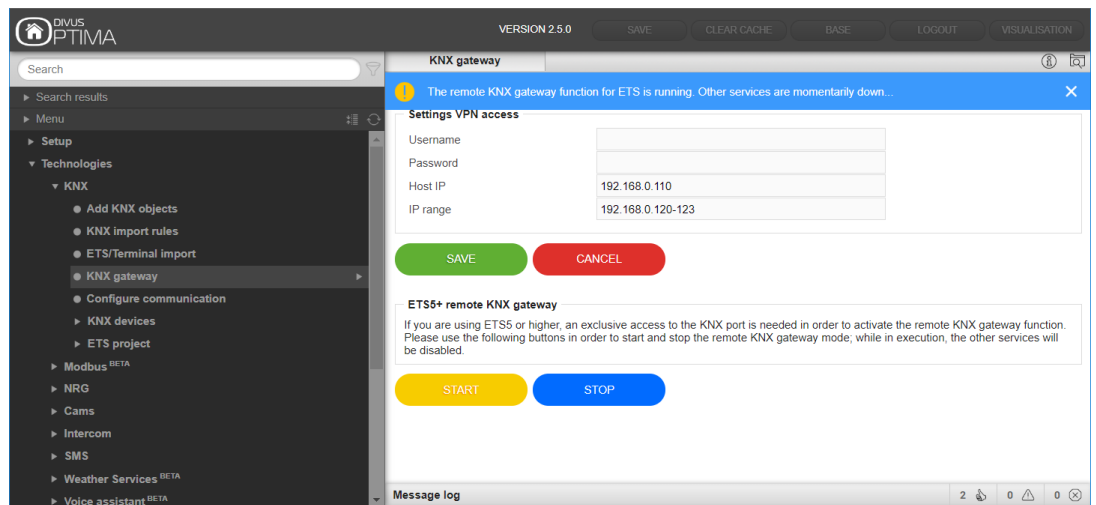 DIVUS
OPTIMA
VERSION 2.5.0
SAVE
CLEAR CACHE
BASE
LOGOUT
VISUALISATION
Search
Search results
Menu
Setup
Technologies
KNX
Add KNX objects
KNX import rules
ETS/Terminal import
KNX gateway
Configure communication
KNX devices
ETS project
Modbus BETA
NRG
Cams
Intercom
SMS
Weather Services BETA
Voice assistant BETA
KNX gateway
The remote KNX gateway function for ETS is running. Other services are momentarily down...
Settings VPN access
Username
Password
Host IP 192.168.0.110
IP range 192.168.0.120-123
SAVE CANCEL
ETS5+ remote KNX gateway
If you are using ETS5 or higher, an exclusive access to the KNX port is needed in order to activate the remote KNX gateway function.
Please use the following buttons in order to start and stop the remote KNX gateway mode; while in execution, the other services will
be disabled.
START STOP
Message log 2 0 0